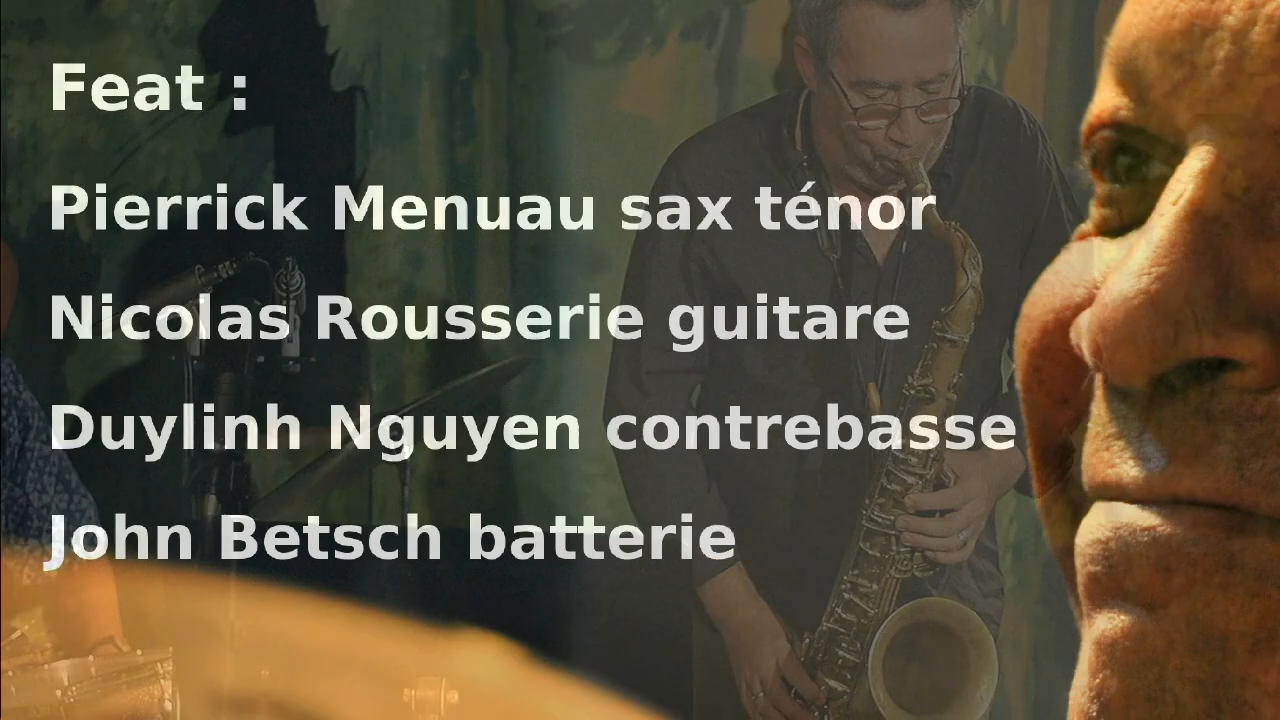 Feat :
Pierrick Menuau sax ténor
Nicolas Rousserie guitare
Duylinh Nguyen contrebasse
John Betsch batterie